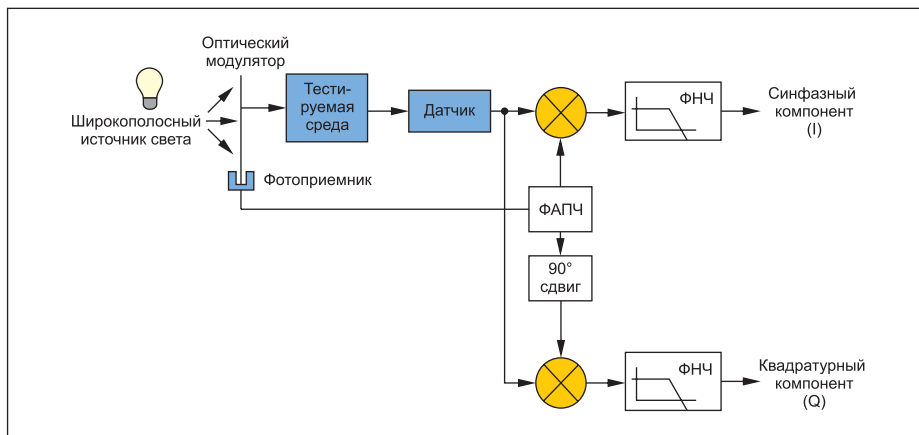 Оптический
модулятор
Широкополосный
источник света
Тести-
руемая
среда
Датчик
ФНЧ
Синфазный
компонент
(I)
Фотоприемник
ФАПЧ
90°
сдвиг
ФНЧ
Квадратурный
компонент
(Q)